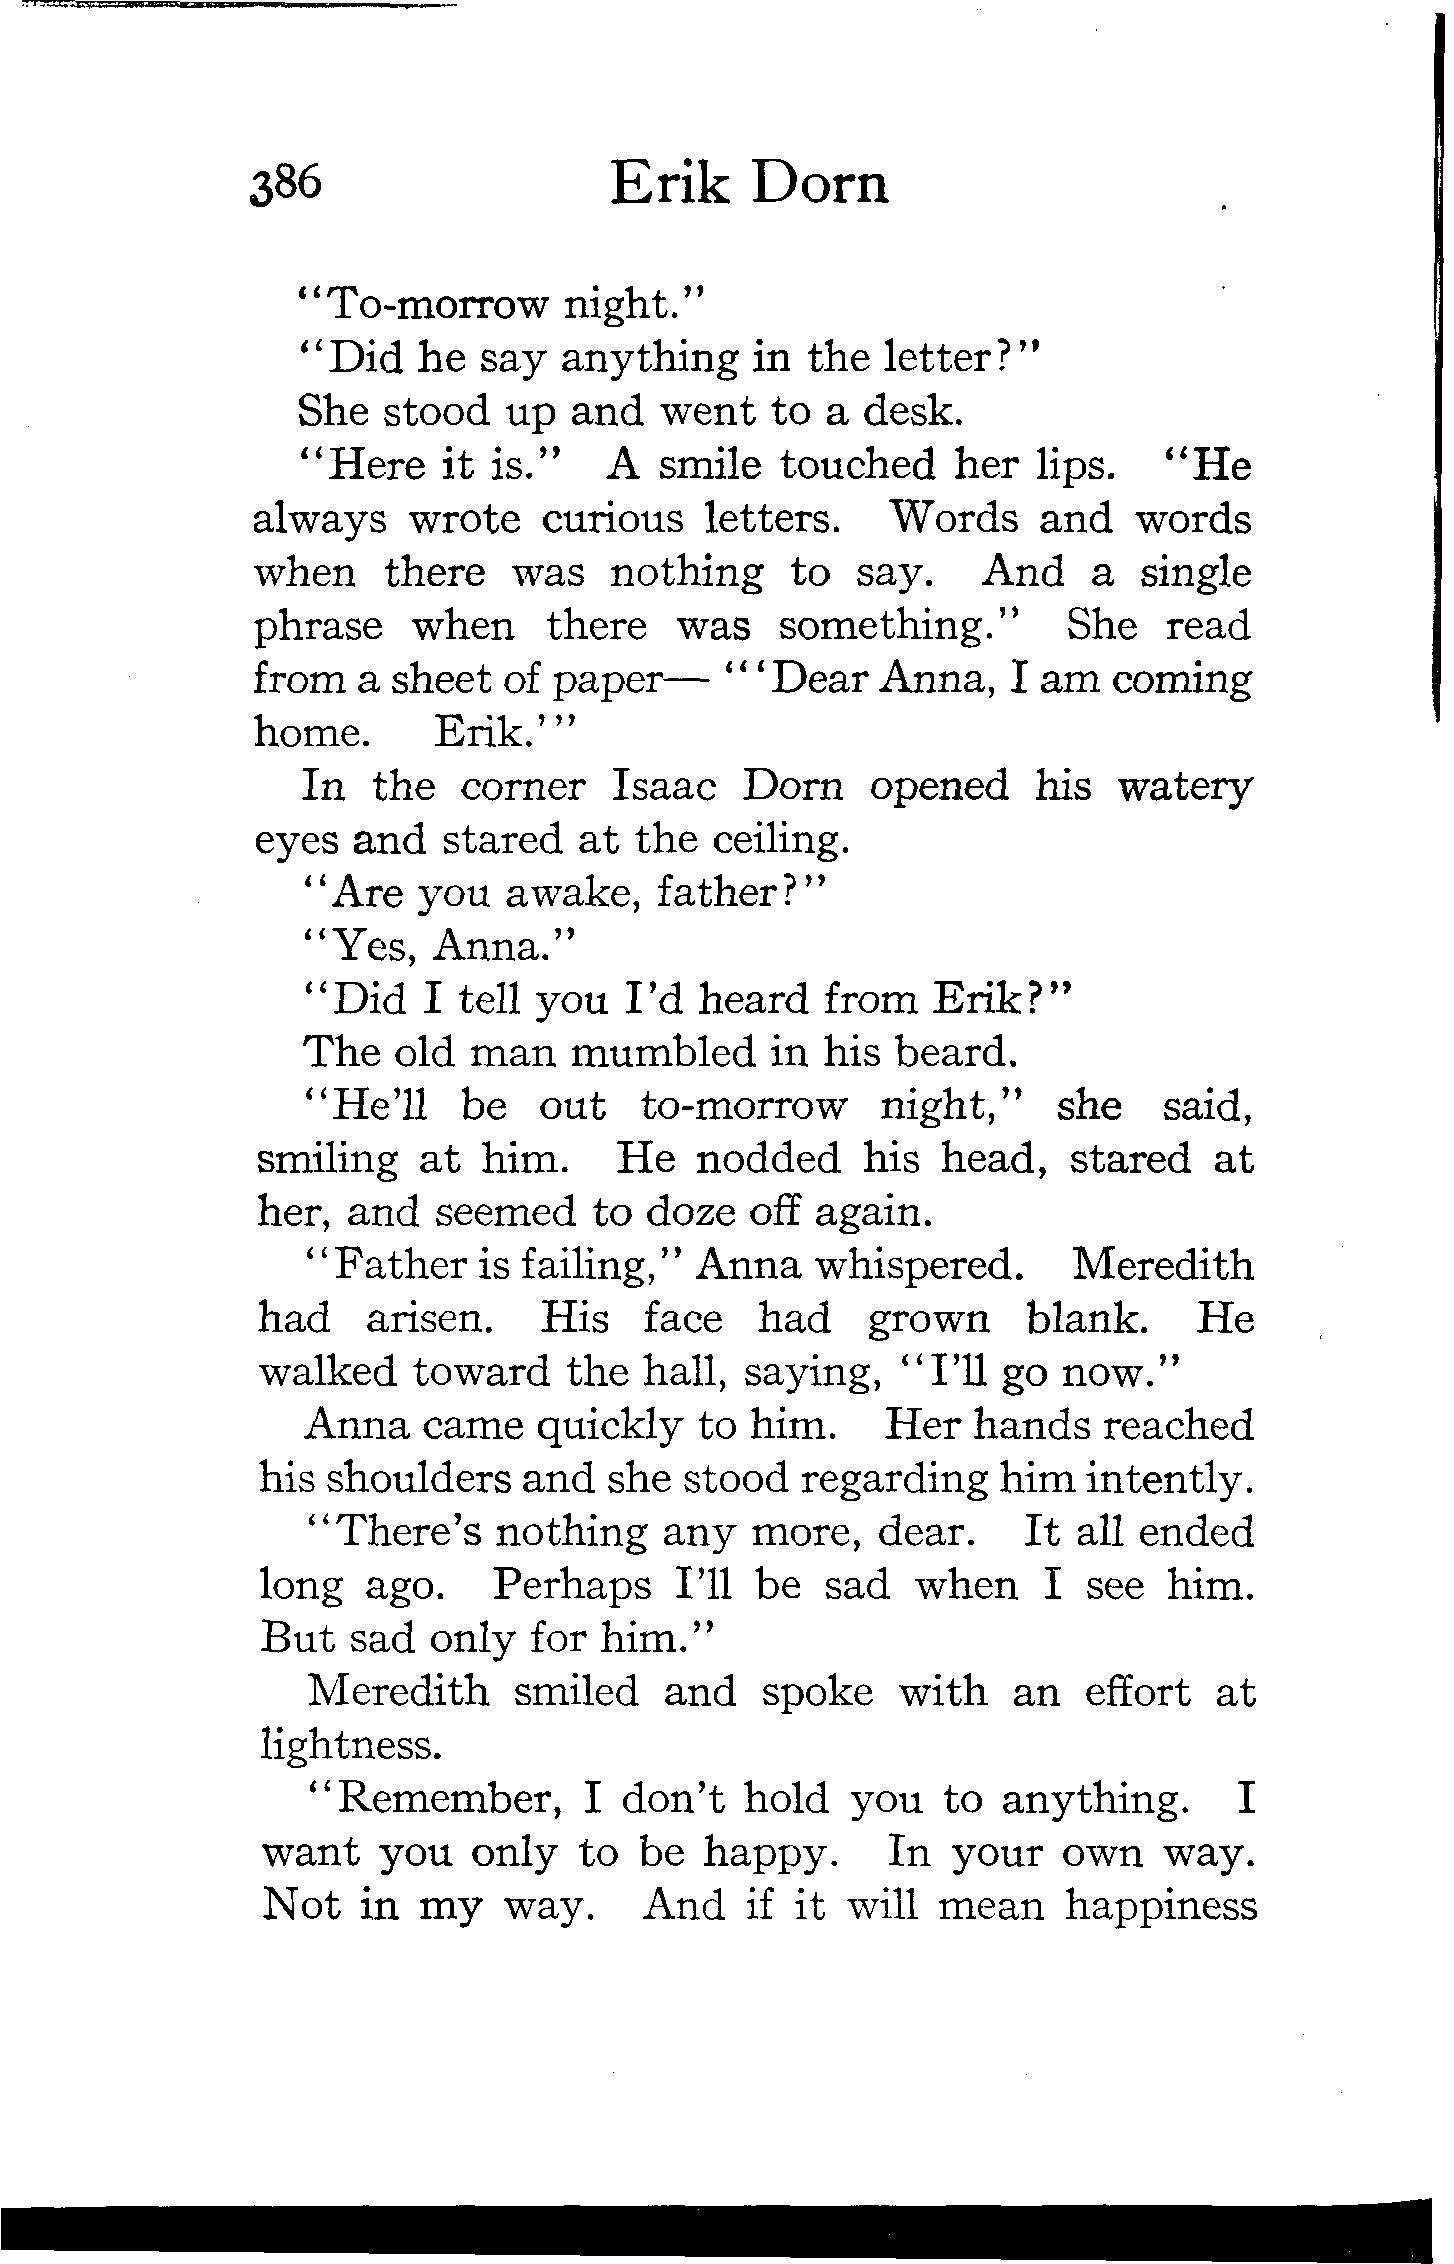 386 Erik Dorn
"To-morrow night."
"Did he say anything in the letter?"
She stood up and went to a desk.
"Here it is." A smile touched her lips. "He
always wrote curious letters. Words and words
when there was nothing to say. And a single
phrase when there was something." She read
from a sheet of paper— "'Dear Anna, I am coming
home. Erik.'"
In the corner Isaac Dorn opened his watery
eyes and stared at the ceiling.
"Are you awake, father?"
"Yes, Anna."
"Did I tell you I'd heard from Erik?"
The old man mumbled in his beard.
"He'll be out to-morrow night," she said,
smiling at him. He nodded his head, stared at
her, and seemed to doze off again.
"Father is failing," Anna whispered. Meredith
had arisen. His face had grown blank. He
walked toward the hall, saying, "I'll go now."
Anna came quickly to him. Her hands reached
his shoulders and she stood regarding him intently.
"There's nothing any more, dear. It all ended
long ago. Perhaps I'll be sad when I see him.
But sad only for him."
Meredith smiled and spoke with an effort at
lightness.
"Remember, I don't hold you to anything. I
want you only to be happy. In your own way.
Not in my way. And if it will mean happiness